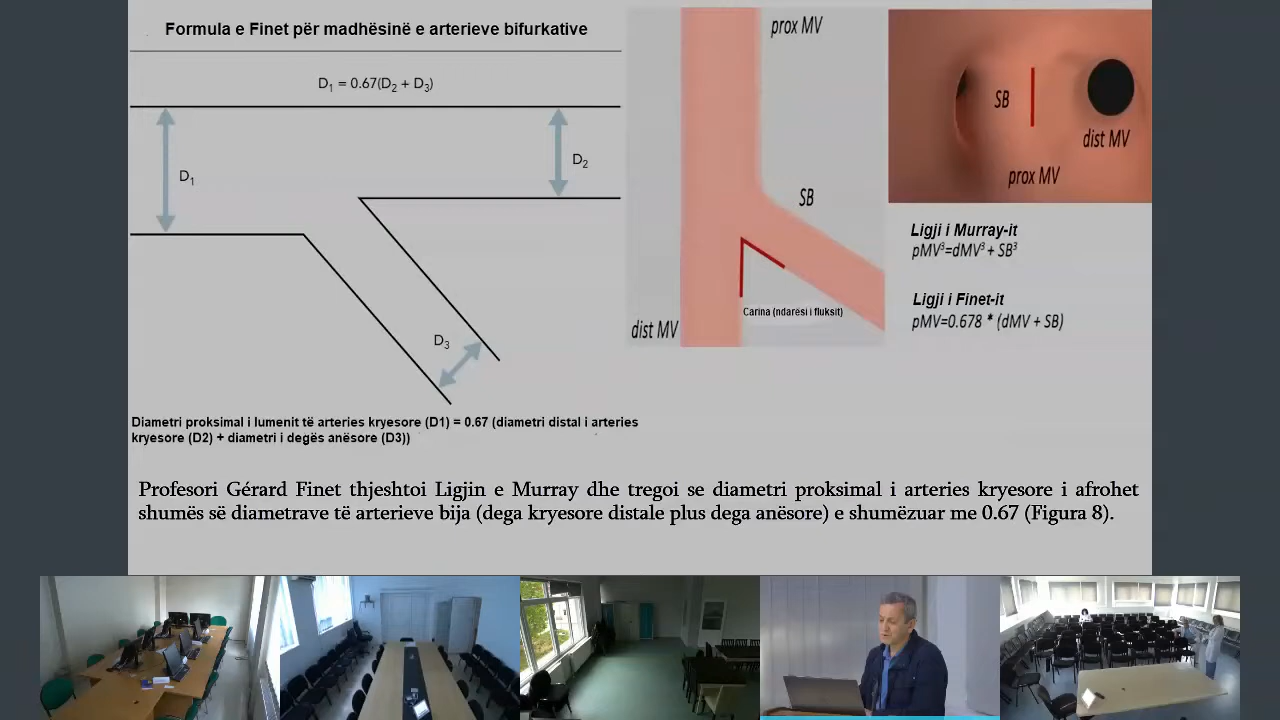 Formula e Finet për madhësinë e arterieve bifurkative
D₁ = 0.67(D₂ + D₃)
D₁
D₂
D₃
Diametri proksimal i lumenit të arteries kryesore (D1) = 0.67 (diametri distal i arteries
kryesore (D2) + diametri i degës anësore (D3))
prox MV
SB
Carina (ndarësi i fluksit)
dist MV
SB
dist MV
prox MV
Ligji i Murray-it
pMV³=dMV³ + SB³
Ligji i Finet-it
pMV=0.678 * (dMV + SB)
Profesori Gérard Finet thjeshtoi Ligjin e Murray dhe tregoi se diametri proksimal i arteries kryesore i afrohet
shumës së diametrave të arterieve bija (dega kryesore distale plus dega anësore) e shumëzuar me 0.67 (Figura 8).